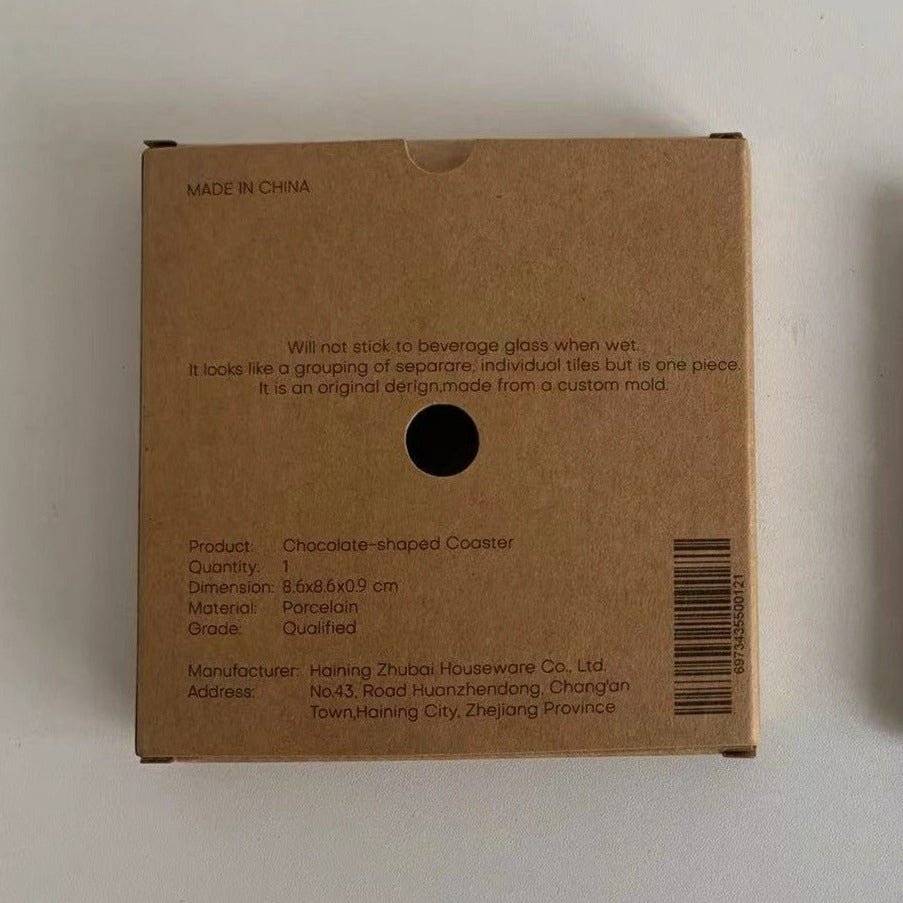 MADE IN CHINA
Will not stick to beverage glass when wet.
It looks like a grouping of separare, individual tiles but is one piece.
It is an original derign,made from a custom mold.
Product: Chocolate-shaped Coaster
Quantity: 1
Dimension: 8.6x8.6x0.9 cm
Material: Porcelain
Grade: Qualified
Manufacturer: Haining Zhubai Houseware Co., Ltd.
Address: No.43, Road Huanzhendong, Chang'an
Town,Haining City, Zhejiang Province
6973435500121